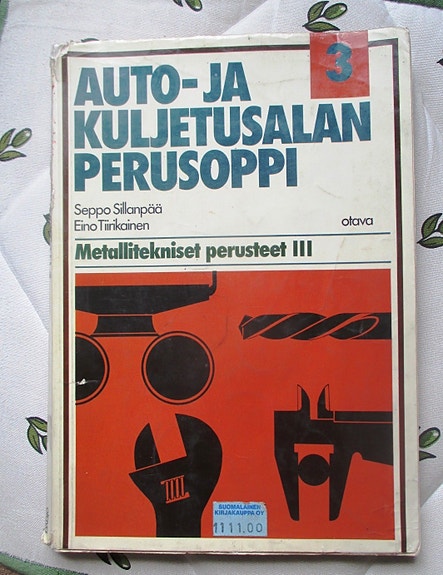 3
AUTO-JA
KULJETUSALAN
PERUSOPPI
Seppo Sillanpää
Eino Tiirikainen
otava
Metallitekniset perusteet III
SUOMALAINEN
KIRJAKAUPPA OY
1111.00